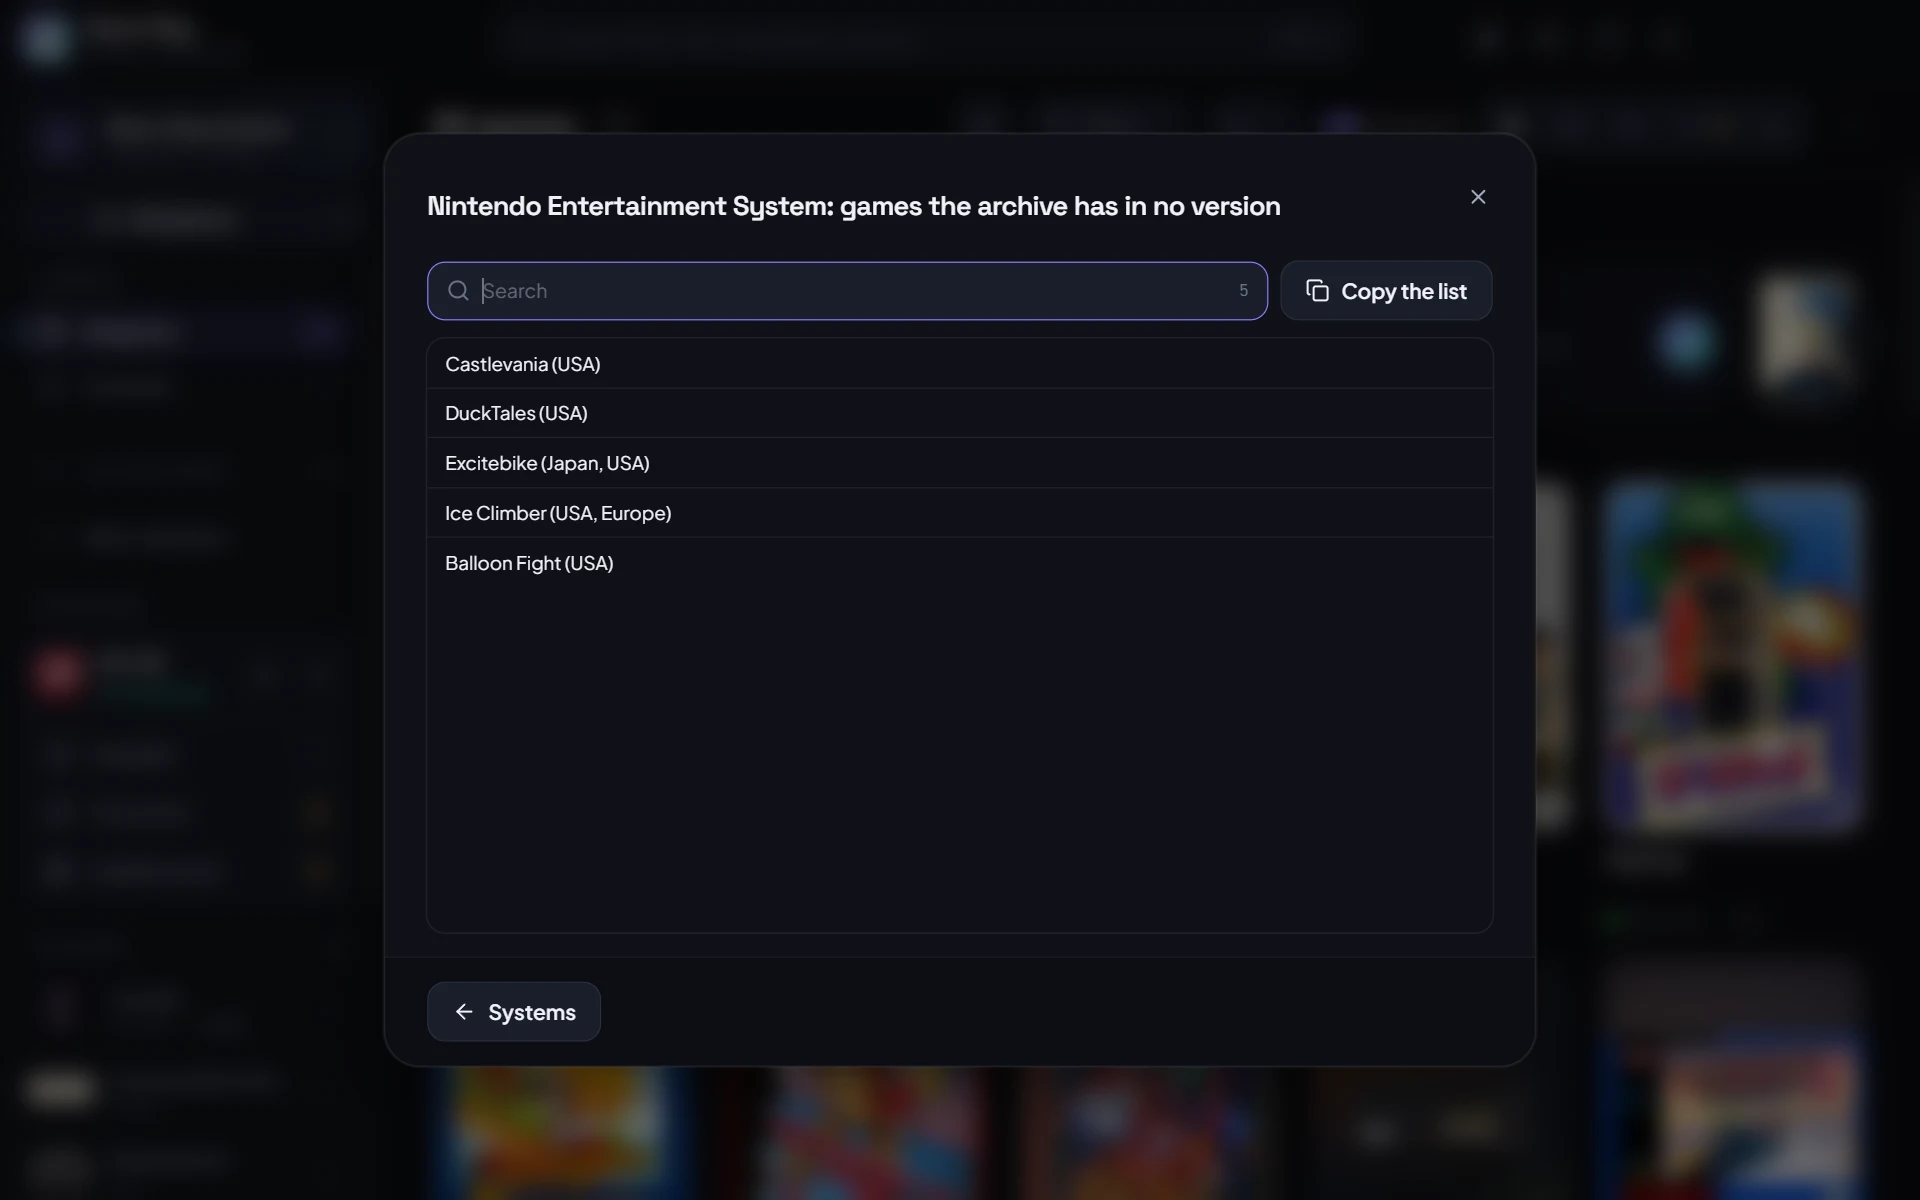 Nintendo Entertainment System: games the archive has in no version
Search
5
Copy the list
Castlevania (USA)
DuckTales (USA)
Excitebike (Japan, USA)
Ice Climber (USA, Europe)
Balloon Fight (USA)
Systems